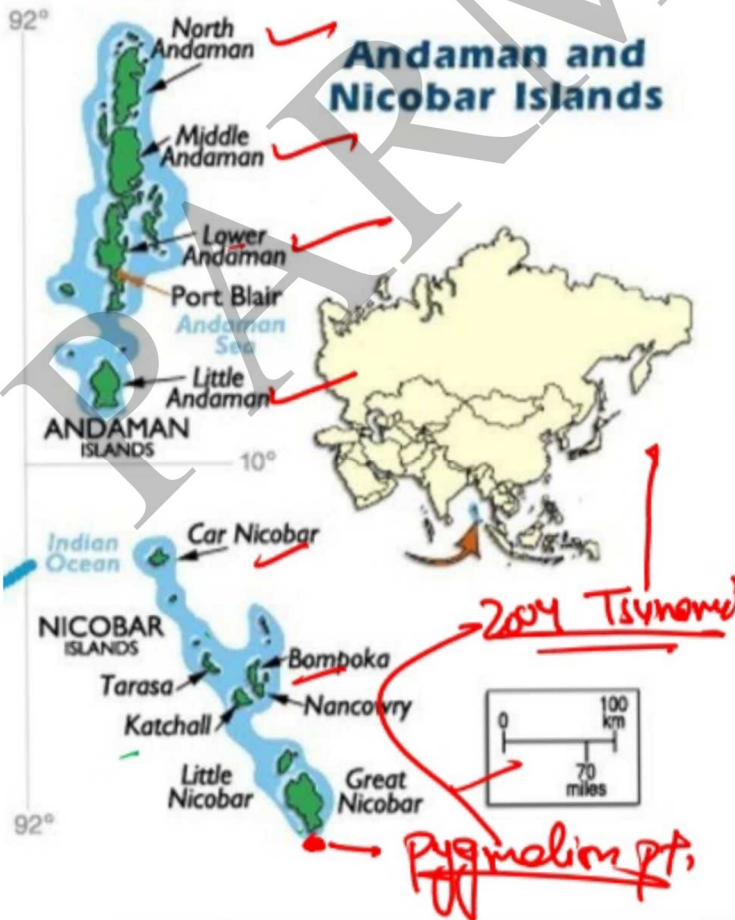 92°
North
Andaman
Andaman and
Nicobar Islands
Middle
Andaman
Lower
Andaman
Port Blair
Andaman
Sea
Little
Andaman
ANDAMAN
ISLANDS
10°
Car Nicobar
Indian
Ocean
NICOBAR
ISLANDS
2004 Tsunami
Bompoka
Tarasa
Nancowry
Katchall
0
100
km
70
miles
Little
Nicobar
Great
Nicobar
92°
pygmalion pt,
PARM